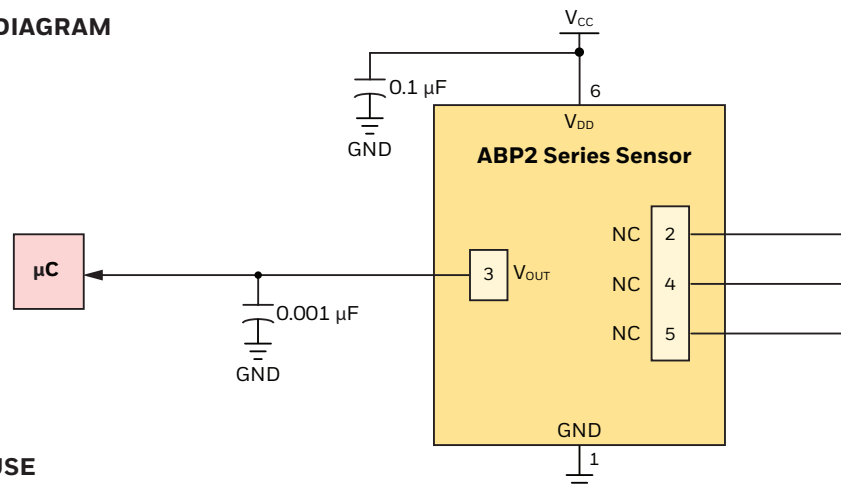 DIAGRAM
VCC
0.1 µF
6
GND
VDD
ABP2 Series Sensor
NC 2
µC
3 VOUT
NC 4
0.001 µF
NC 5
GND
GND
1
USE